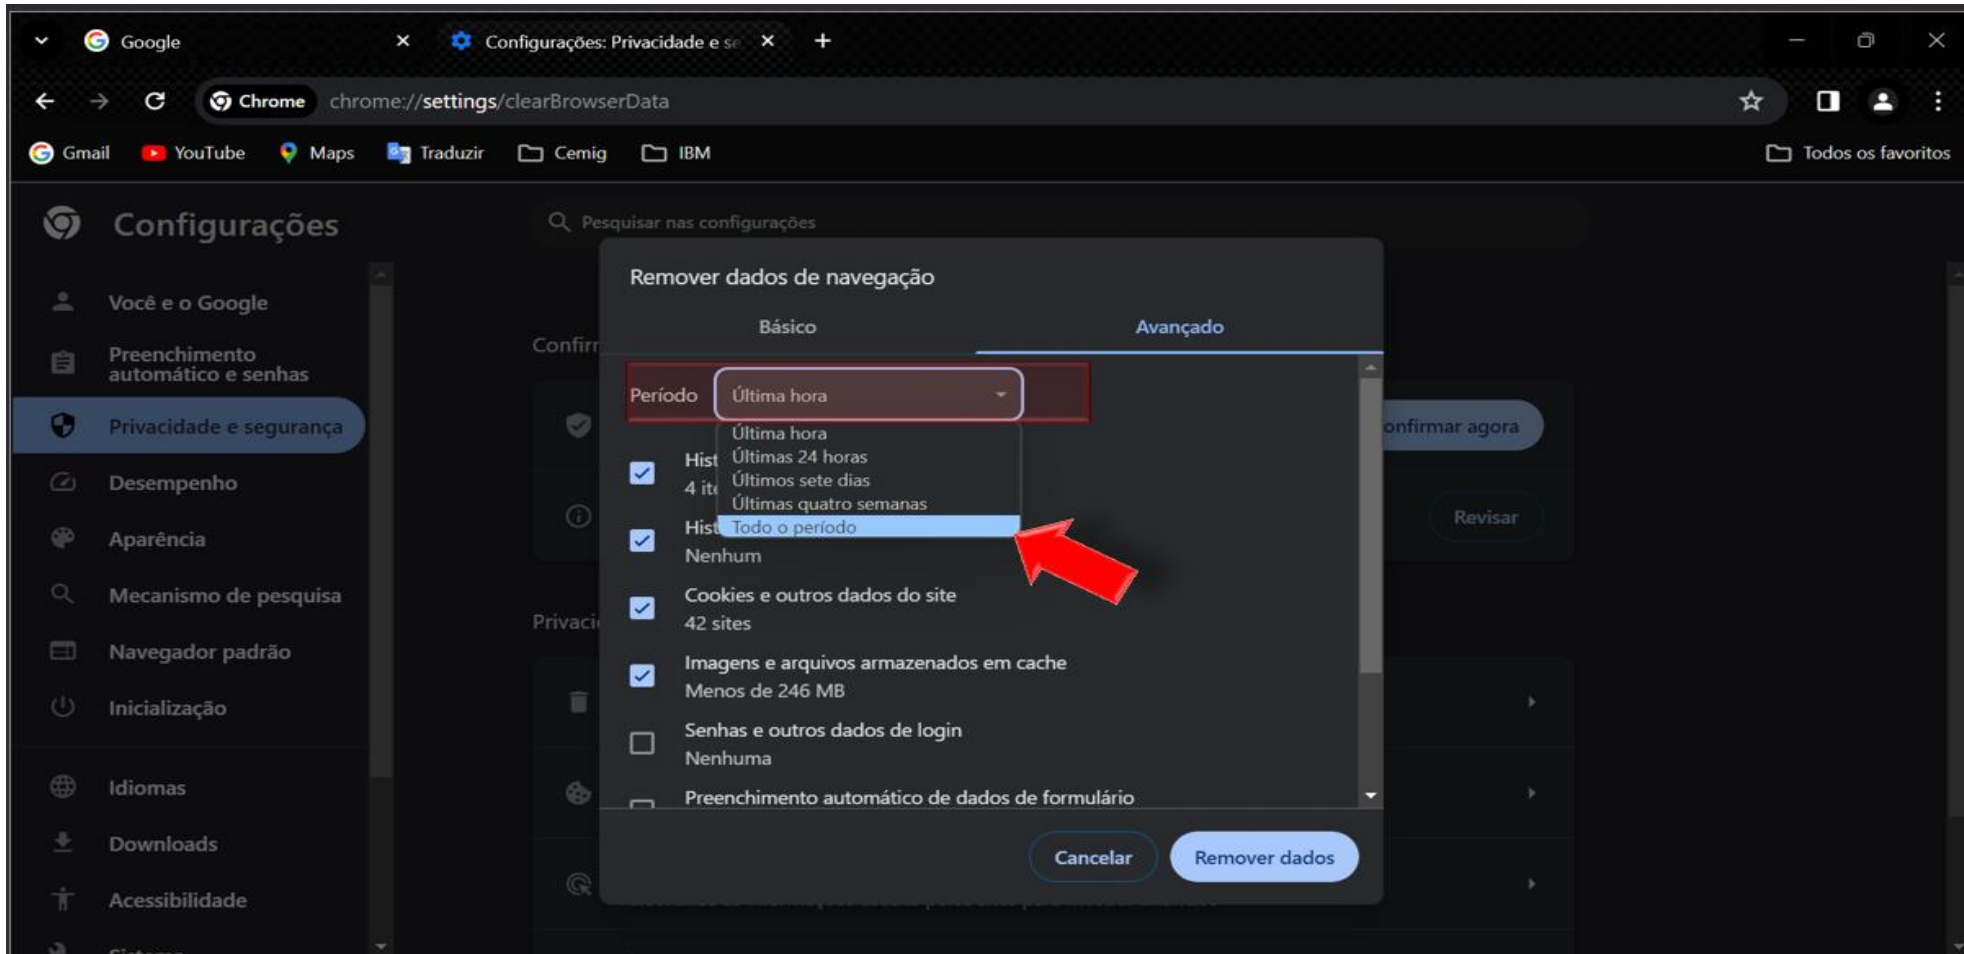 Google
Configurações: Privacidade e se
Chrome
chrome://settings/clearBrowserData
Gmail
YouTube
Maps
Traduzir
Cemig
IBM
Todos os favoritos
Configurações
Pesquisar nas configurações
Você e o Google
Preenchimento
automático e senhas
Privacidade e segurança
Desempenho
Aparência
Mecanismo de pesquisa
Navegador padrão
Inicialização
Idiomas
Downloads
Acessibilidade
Confirr
onfirmar agora
Revisar
Privaci
Remover dados de navegação
Básico
Avançado
Período
Última hora
Última hora
Últimas 24 horas
Últimos sete dias
Últimas quatro semanas
Todo o período
Hist
4 ite
Hist
Nenhum
Cookies e outros dados do site
42 sites
Imagens e arquivos armazenados em cache
Menos de 246 MB
Senhas e outros dados de login
Nenhuma
Preenchimento automático de dados de formulário
Cancelar
Remover dados